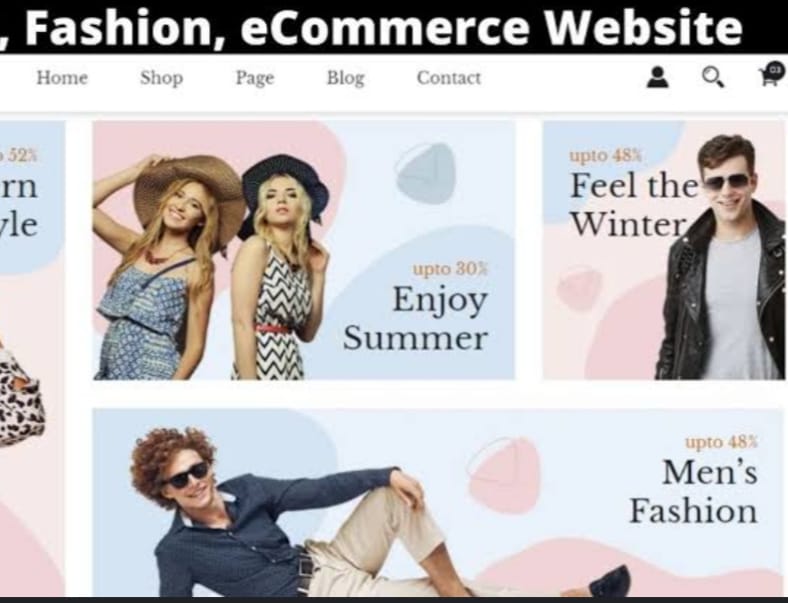 , Fashion, eCommerce Website
Home Shop Page Blog Contact
03
52%
rn
yle
upto 30%
Enjoy
Summer
upto 48%
Feel the
Winter
upto 48%
Men's
Fashion